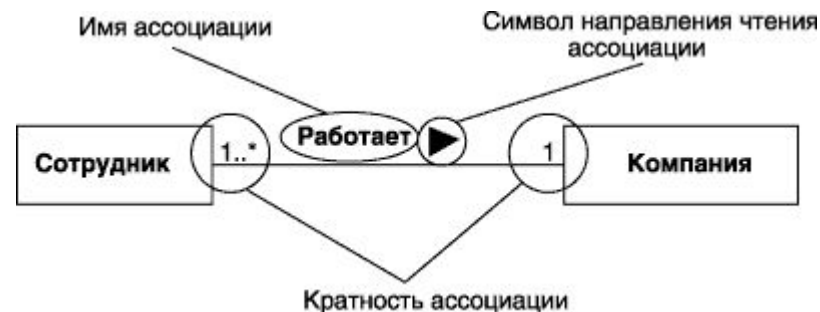 Имя ассоциации
Символ направления чтения
ассоциации
Работает
Сотрудник
1..*
1
Компания
Кратность ассоциации